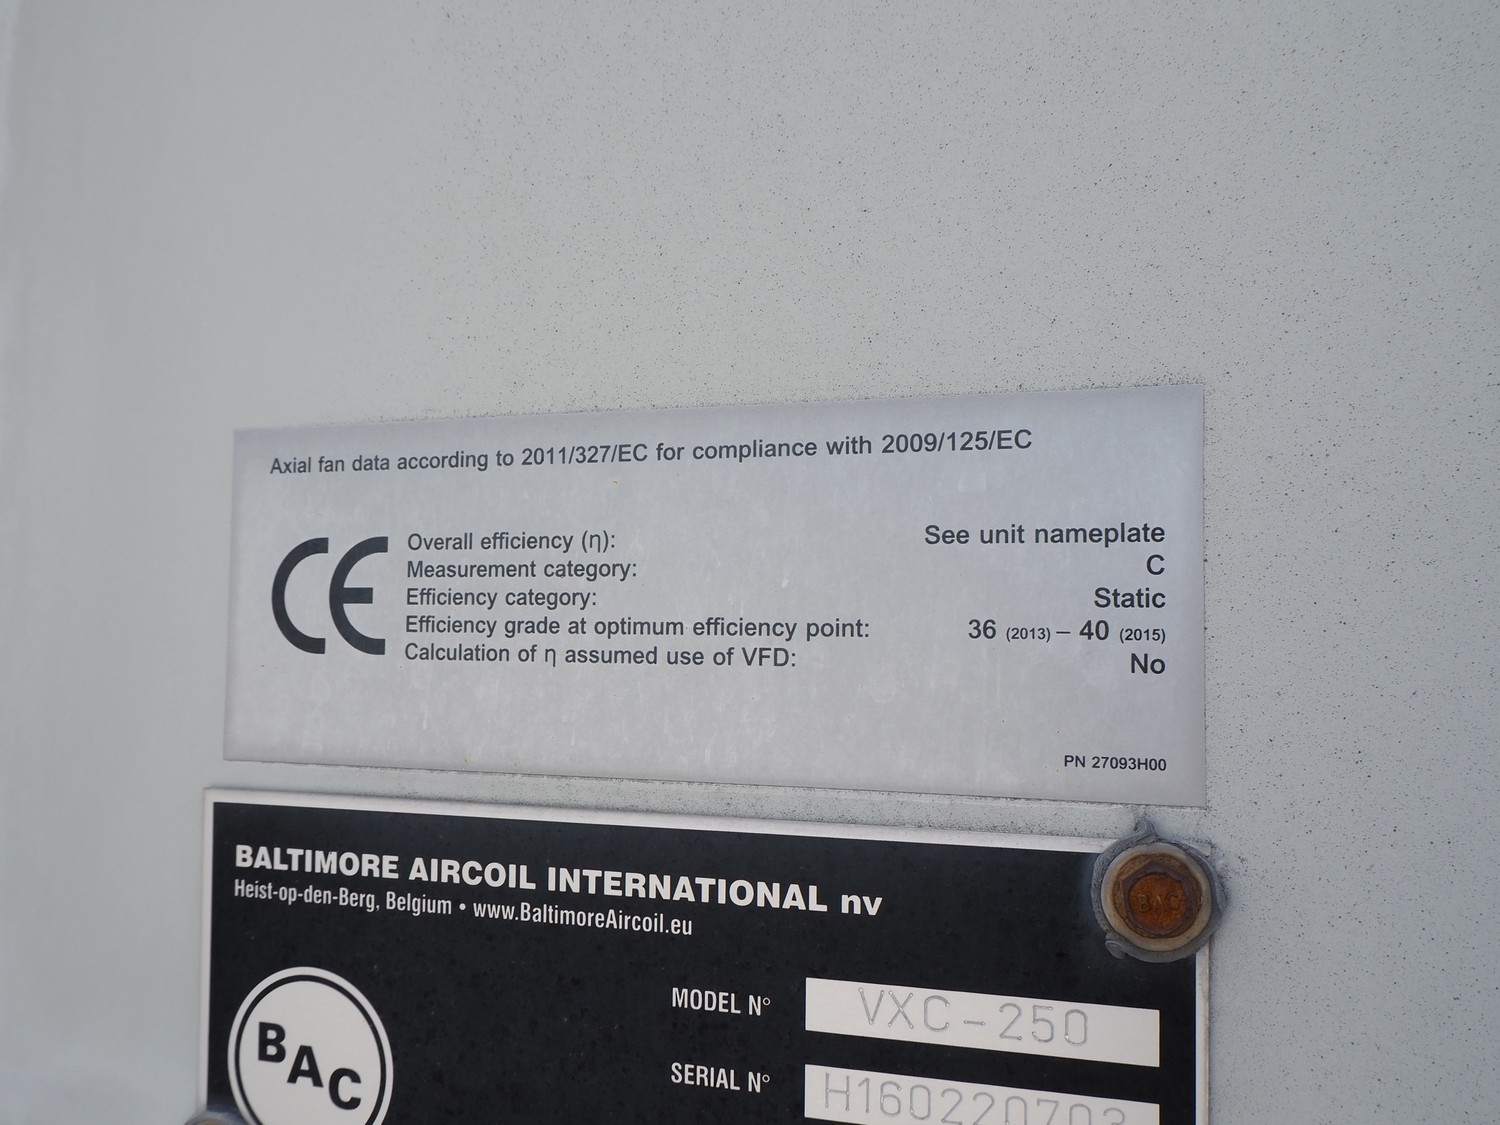 Axial fan data according to 2011/327/EC for compliance with 2009/125/EC
CE
Overall efficiency (η): See unit nameplate
Measurement category: C
Efficiency category: Static
Efficiency grade at optimum efficiency point: 36 (2013) – 40 (2015)
Calculation of η assumed use of VFD: No
PN 27093H00
BALTIMORE AIRCOIL INTERNATIONAL nv
Heist-op-den-Berg, Belgium • www.BaltimoreAircoil.eu
BAC
BAC
MODEL N° VXC-250
SERIAL N° H160220703